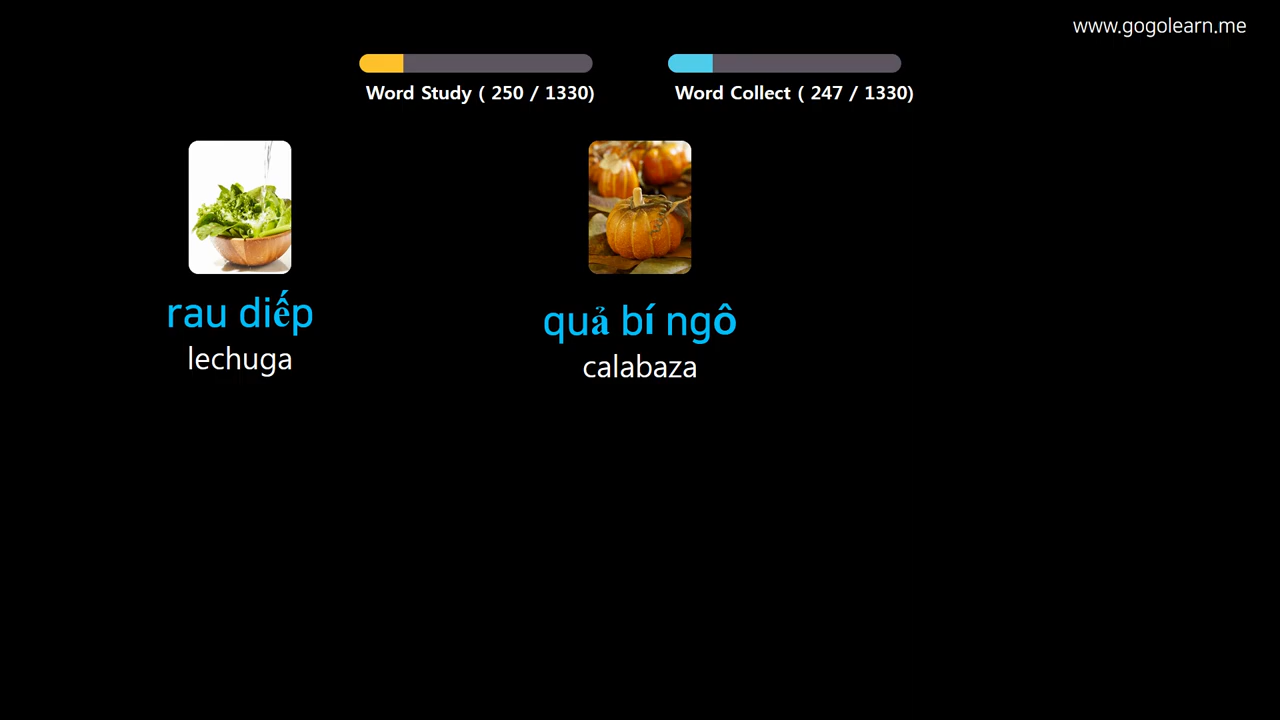 www.gogolearn.me
Word Study ( 250 / 1330)
Word Collect ( 247 / 1330)
rau diếp
lechuga
quả bí ngô
calabaza